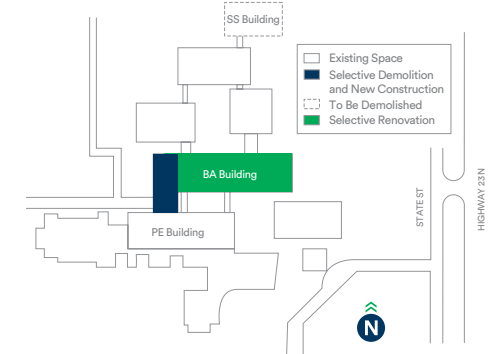 SS Building
Existing Space
Selective Demolition
and New Construction
To Be Demolished
Selective Renovation
BA Building
PE Building
STATE ST
HIGHWAY 23 N
N